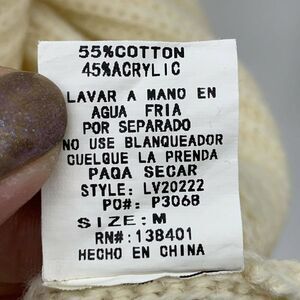 55%COTTON
45%ACRYLIC
LAVAR A MANO EN
AGUA FRIA
POR SEPARADO
NO USE BLANQUEADOR
CUELQUE LA PRENDA
PAQA SECAR
STYLE: LV20222
PO#: P3068
SIZE: M
RN#: 138401
HECHO EN CHINA